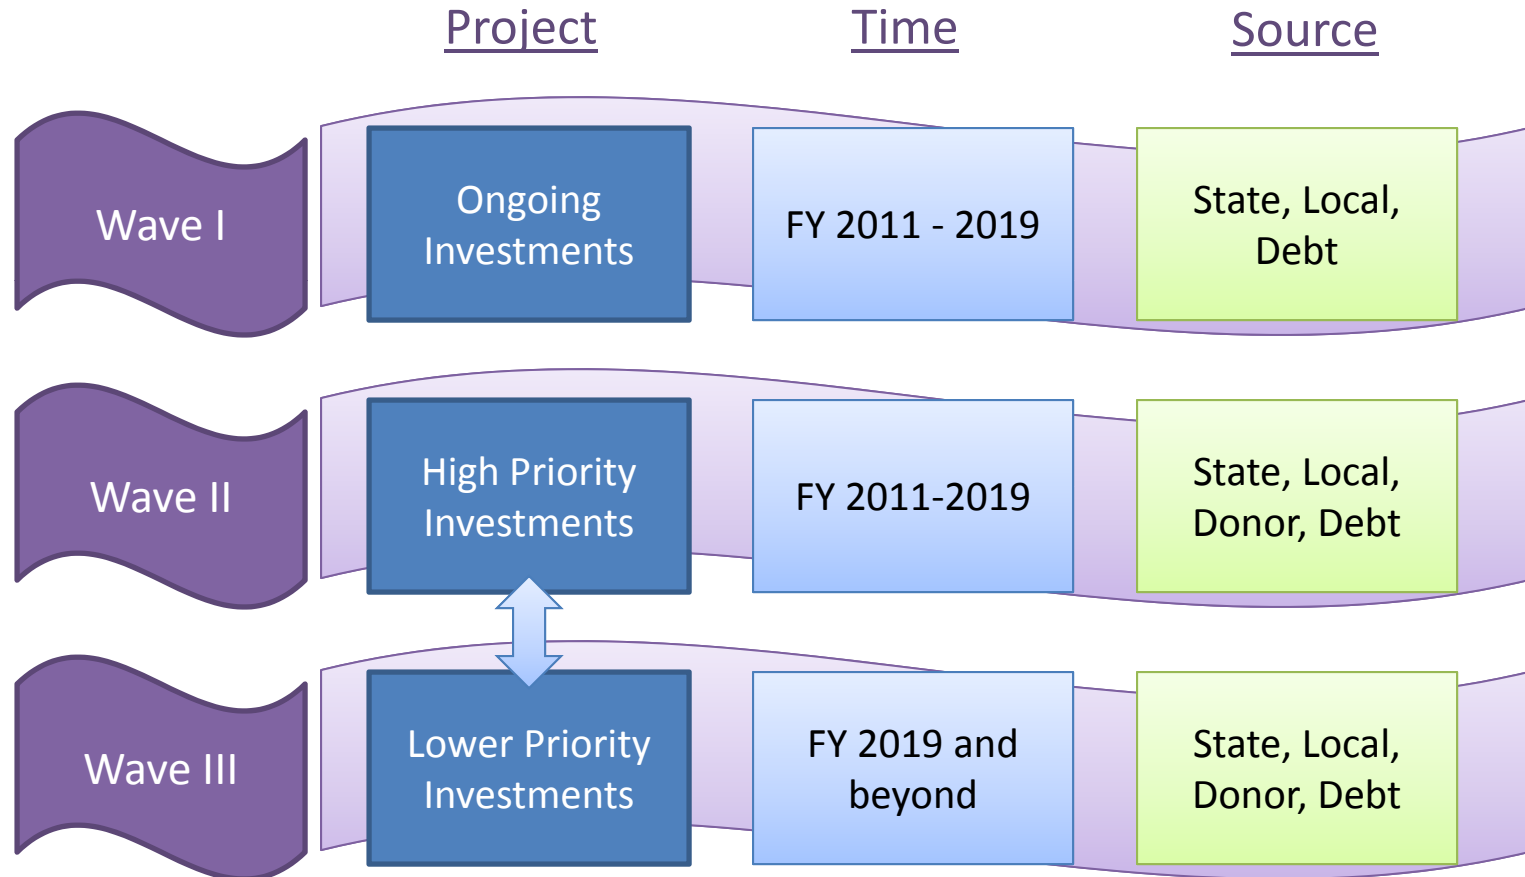 Project Time Source
Wave I
Ongoing
Investments
FY 2011 - 2019
State, Local,
Debt
Wave II
High Priority
Investments
FY 2011-2019
State, Local,
Donor, Debt
Wave III
Lower Priority
Investments
FY 2019 and
beyond
State, Local,
Donor, Debt